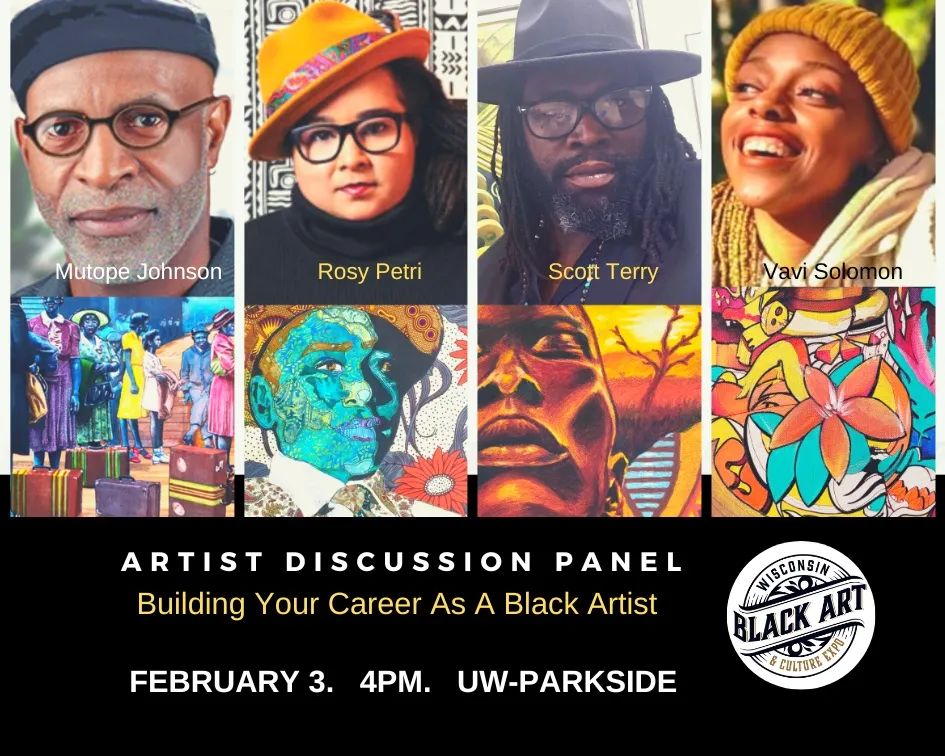 Mutope Johnson
Rosy Petri
Scott Terry
Vavi Solomon
ARTIST DISCUSSION PANEL
Building Your Career As A Black Artist
FEBRUARY 3. 4PM. UW-PARKSIDE
WISCONSIN
BLACK ART
& CULTURE EXPO